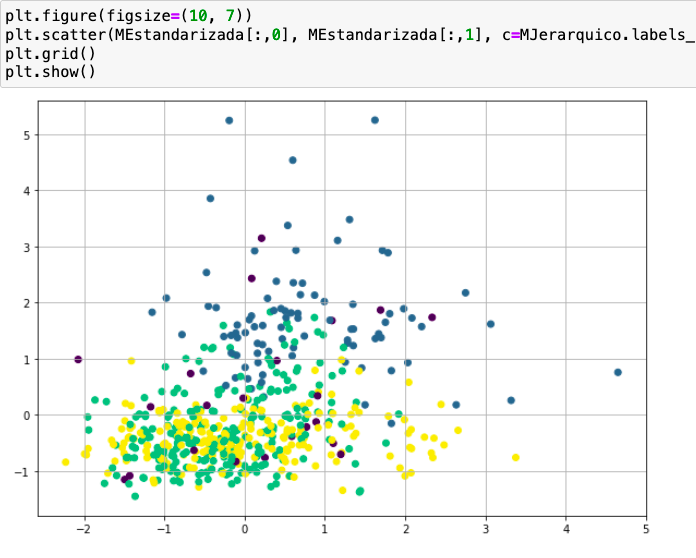 plt.figure(figsize=(10, 7))
plt.scatter(MEstandarizada[:,0], MEstandarizada[:,1], c=MJerarquico.labels_
plt.grid()
plt.show()
5
4
3
2
1
0
−1
−2 −1 0 1 2 3 4 5